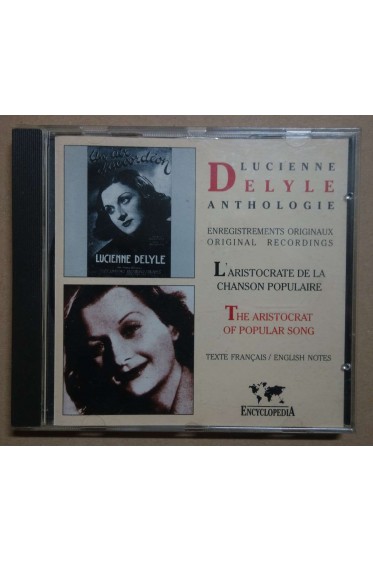 LUCIENNE
DELYLE
ANTHOLOGIE
ENREGISTREMENTS ORIGINAUX
ORIGINAL RECORDINGS
L'ARISTOCRATE DE LA
CHANSON POPULAIRE
THE ARISTOCRAT
OF POPULAR SONG
TEXTE FRANÇAIS / ENGLISH NOTES
ENCYCLOPEDIA
accordéon
LUCIENNE DELYLE